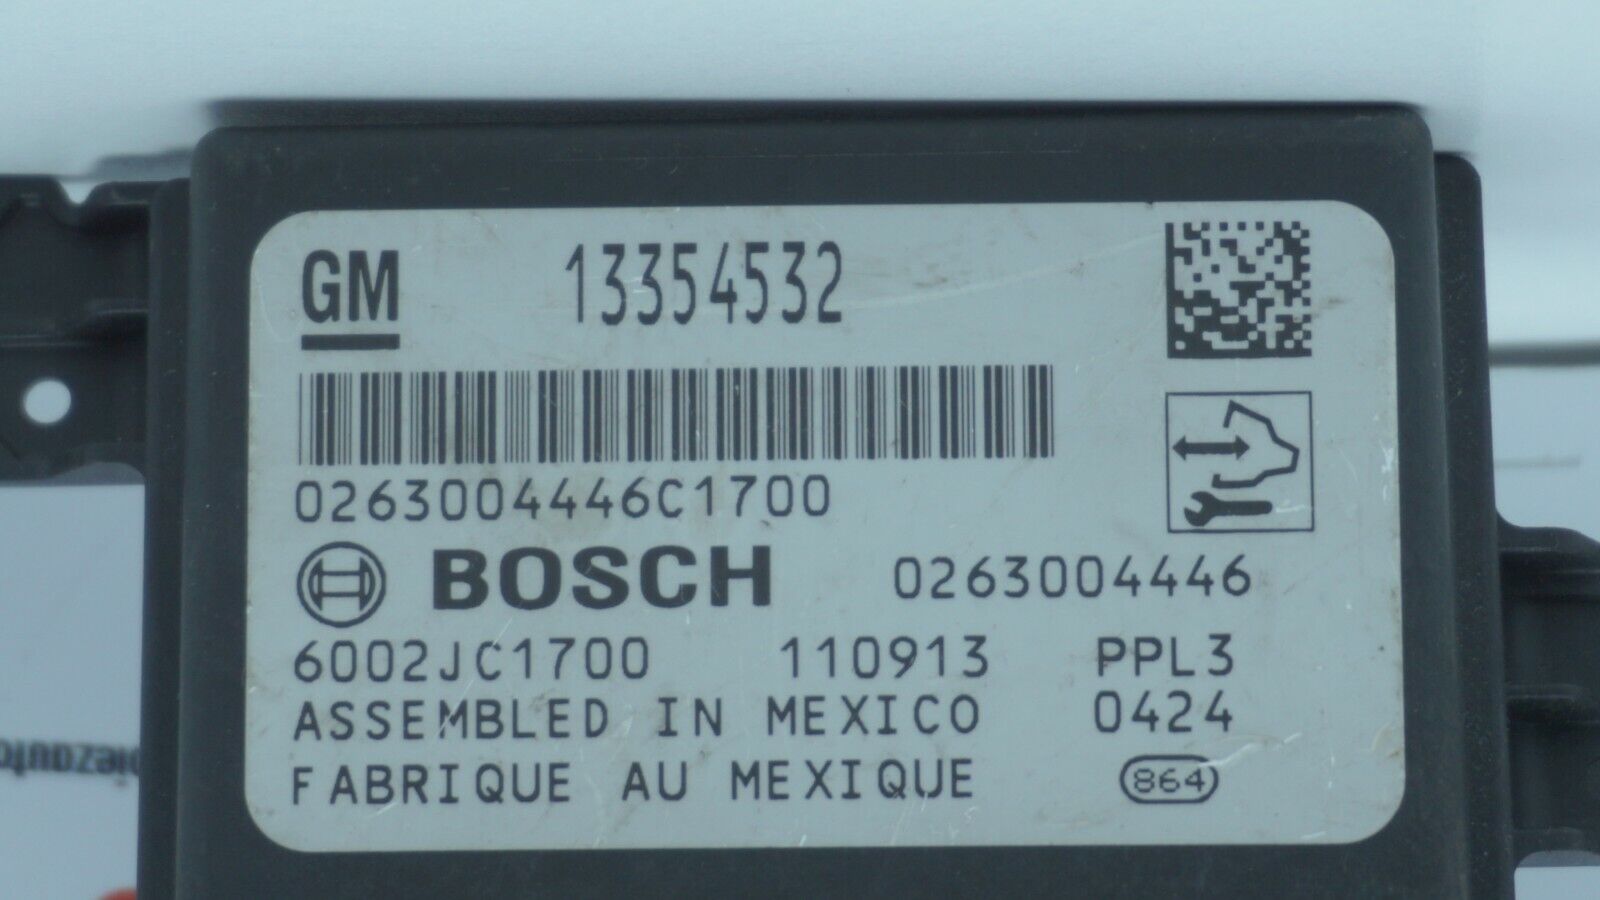 GM 13354532
0263004446C1700
BOSCH 0263004446
6002JC1700 110913 PPL3
ASSEMBLED IN MEXICO 0424
FABRIQUE AU MEXIQUE 864